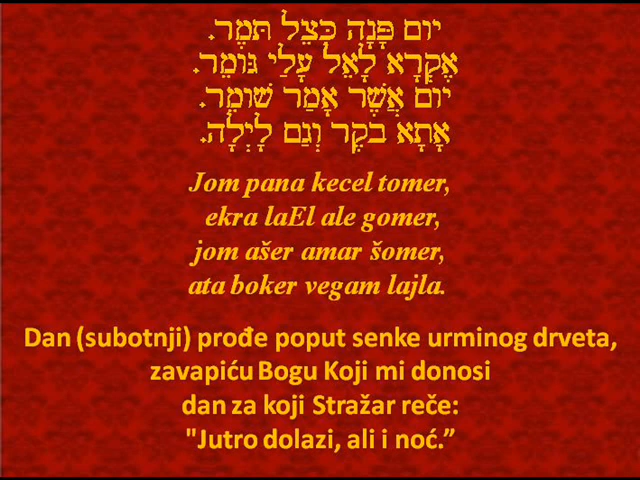 יוֹם פָּנָה כְּצֵל תֹּמֶר.
אֶקְרָא לָאֵל עָלַי גּוֹמֵר.
יוֹם אֲשֶׁר אָמַר שׁוֹמֵר.
אָתָא בֹקֶר וְגַם לָיְלָה.
Jom pana kecel tomer,
ekra laEl ale gomer,
jom ašer amar šomer,
ata boker vegam lajla.
Dan (subotnji) prođe poput senke urminog drveta,
zavapiću Bogu Koji mi donosi
dan za koji Stražar reče:
"Jutro dolazi, ali i noć.”